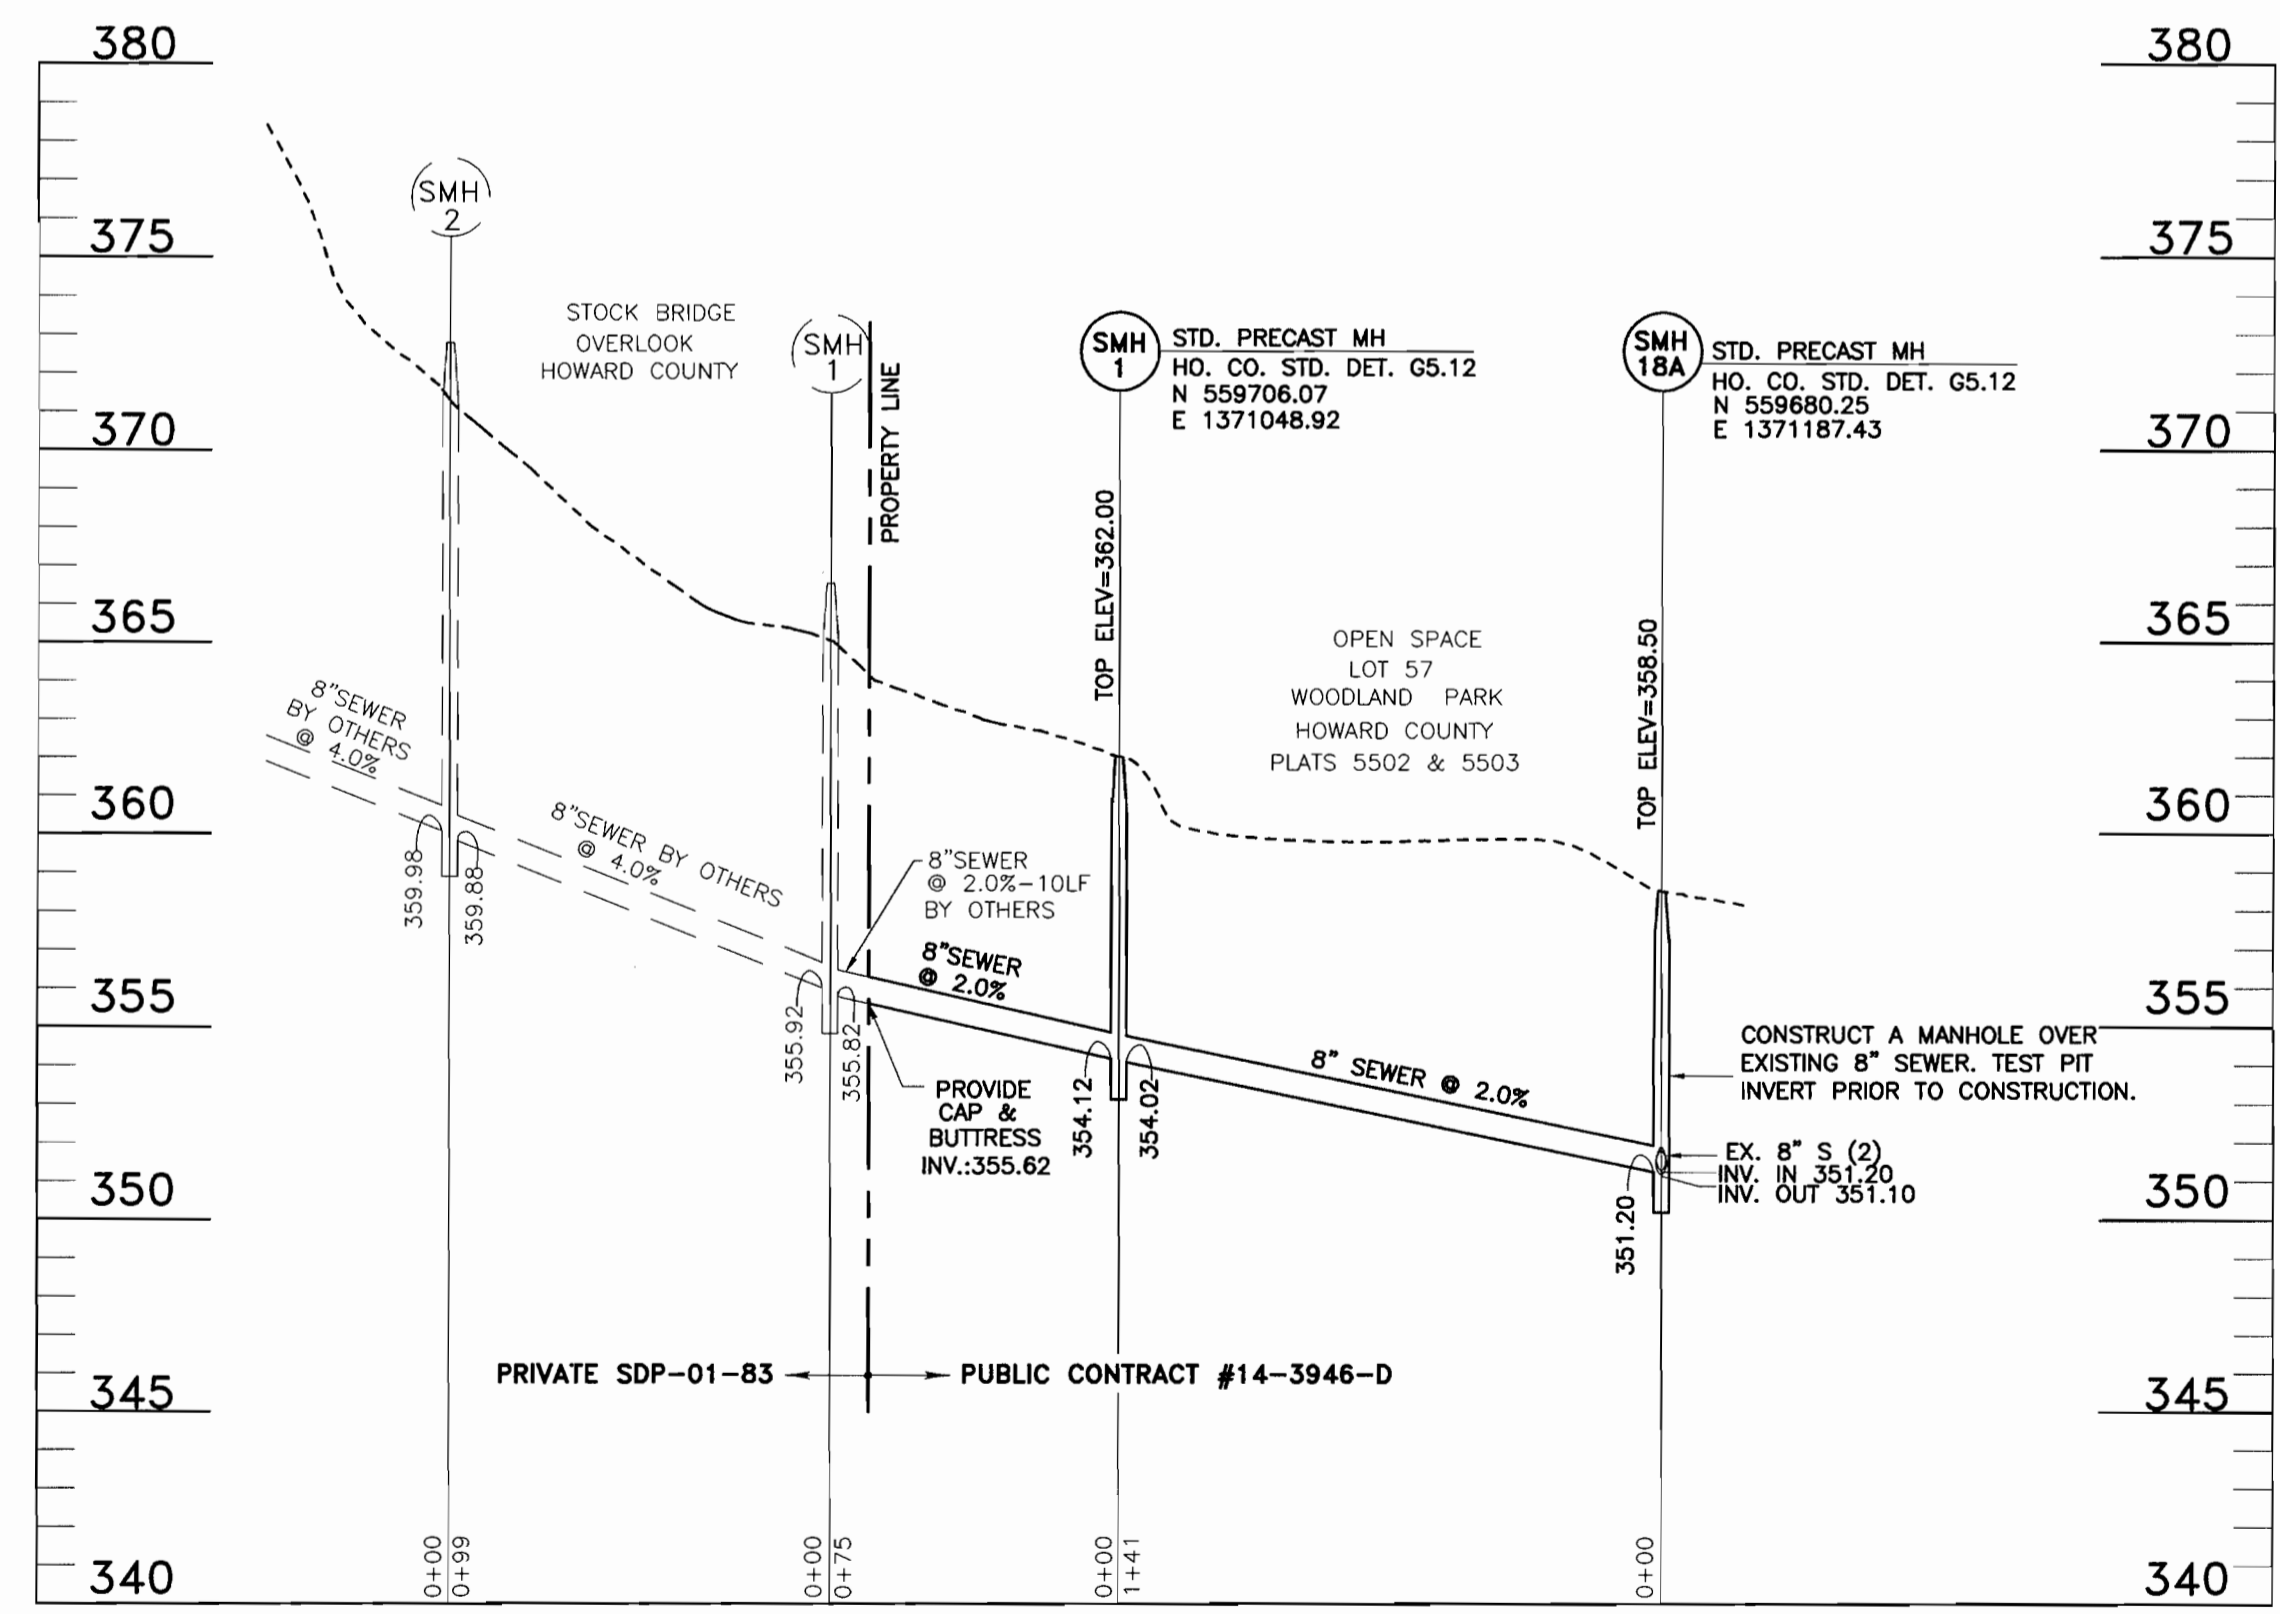 380
375
370
365
360
355
350
345
340
SMH
2
STOCK BRIDGE
OVERLOOK
HOWARD COUNTY
SMH
1
PROPERTY LINE
SMH
1
STD. PRECAST MH
HO. CO. STD. DET. G5.12
N 559706.07
E 1371048.92
TOP ELEV=362.00
SMH
18A
STD. PRECAST MH
HO. CO. STD. DET. G5.12
N 559680.25
E 1371187.43
TOP ELEV=358.50
OPEN SPACE
LOT 57
WOODLAND PARK
HOWARD COUNTY
PLATS 5502 & 5503
8"SEWER
BY OTHERS
@ 4.0%
359.98
359.88
8"SEWER BY OTHERS
@ 4.0%
355.92
355.82
8"SEWER
@ 2.0%-10LF
BY OTHERS
8"SEWER
@ 2.0%
PROVIDE
CAP &
BUTTRESS
INV.:355.62
354.12
354.02
8" SEWER @ 2.0%
351.20
CONSTRUCT A MANHOLE OVER
EXISTING 8" SEWER. TEST PIT
INVERT PRIOR TO CONSTRUCTION.
EX. 8" S (2)
INV. IN 351.20
INV. OUT 351.10
PRIVATE SDP-01-83
PUBLIC CONTRACT #14-3946-D
0+00
0+99
0+00
0+75
0+00
1+41
0+00
380
375
370
365
360
355
350
345
340